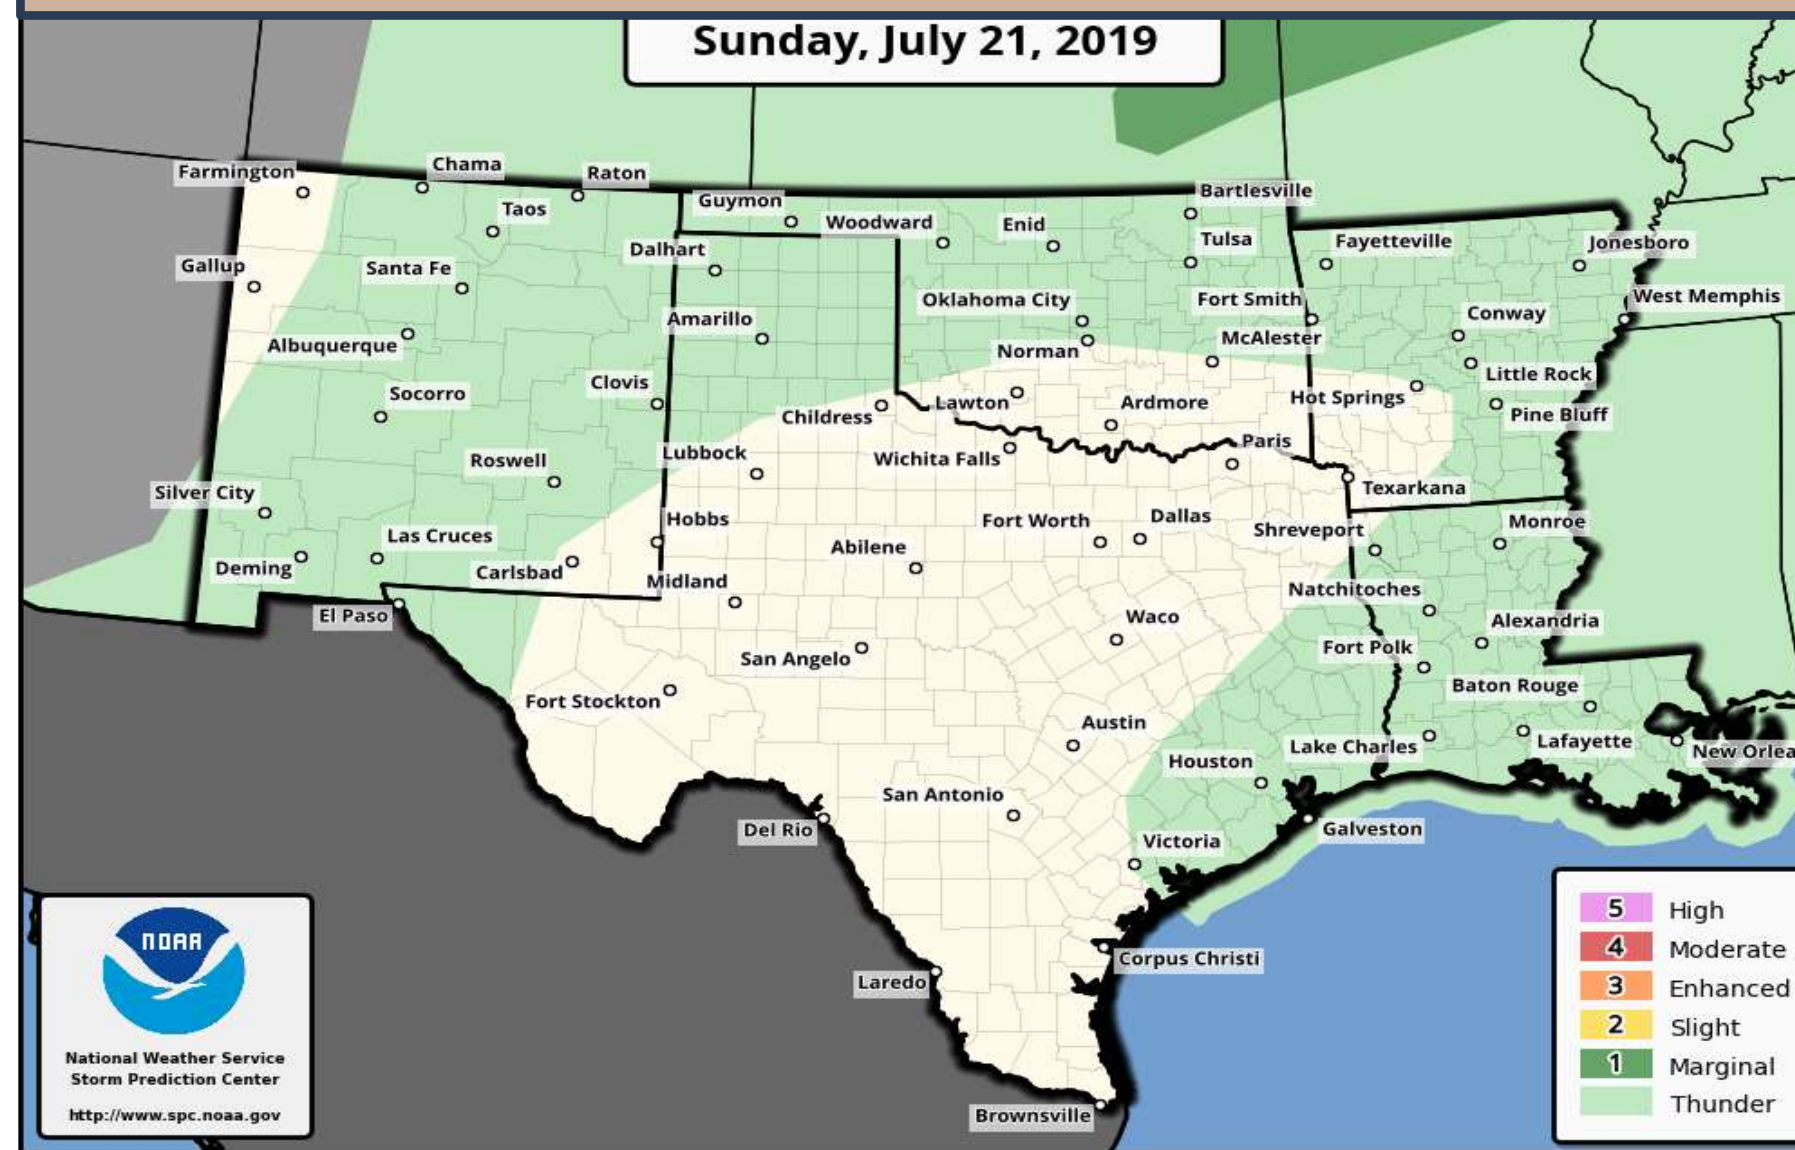 Sunday, July 21, 2019
Farmington
Chama
Raton
Taos
Guymon
Woodward
Enid
Bartlesville
Tulsa
Fayetteville
Jonesboro
Gallup
Santa Fe
Dalhart
Oklahoma City
Fort Smith
West Memphis
Albuquerque
Amarillo
Norman
McAlester
Conway
Little Rock
Socorro
Clovis
Childress
Lawton
Ardmore
Hot Springs
Pine Bluff
Roswell
Lubbock
Wichita Falls
Paris
Texarkana
Silver City
Las Cruces
Hobbs
Abilene
Fort Worth
Dallas
Shreveport
Monroe
Deming
Carlsbad
Midland
Natchitoches
El Paso
San Angelo
Waco
Fort Polk
Alexandria
Fort Stockton
Austin
Baton Rouge
Houston
Lake Charles
Lafayette
New Orlea
San Antonio
Del Rio
Victoria
Galveston
Laredo
Corpus Christi
Brownsville
NOAA
National Weather Service
Storm Prediction Center
http://www.spc.noaa.gov
5 High
4 Moderate
3 Enhanced
2 Slight
1 Marginal
Thunder